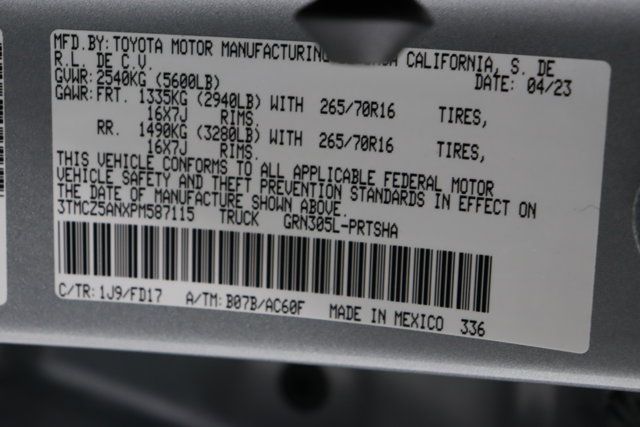 MFD.BY: TOYOTA MOTOR MANUFACTURING CALIFORNIA, S. DE
R.L. DE C.V. DATE: 04/23
GVWR: 2540KG (5600LB)
GAWR: FRT. 1335KG (2940LB) WITH 265/70R16 TIRES,
16X7J RIMS.
RR. 1490KG (3280LB) WITH 265/70R16 TIRES,
16X7J RIMS.
THIS VEHICLE CONFORMS TO ALL APPLICABLE FEDERAL MOTOR
VEHICLE SAFETY AND THEFT PREVENTION STANDARDS IN EFFECT ON
THE DATE OF MANUFACTURE SHOWN ABOVE.
3TMCZ5ANXPM587115 TRUCK GRN305L-PRTSHA
C/TR: 1J9/FD17 A/TM: B07B/AC60F MADE IN MEXICO 336